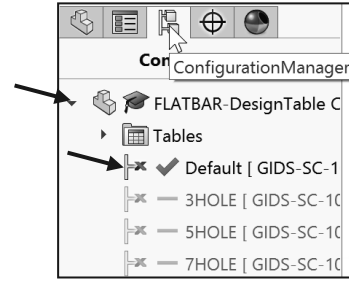 Con
ConfigurationManager
FLATBAR-DesignTable C
Tables
Default [ GIDS-SC-1
3HOLE [ GIDS-SC-10
5HOLE [ GIDS-SC-10
7HOLE [ GIDS-SC-10